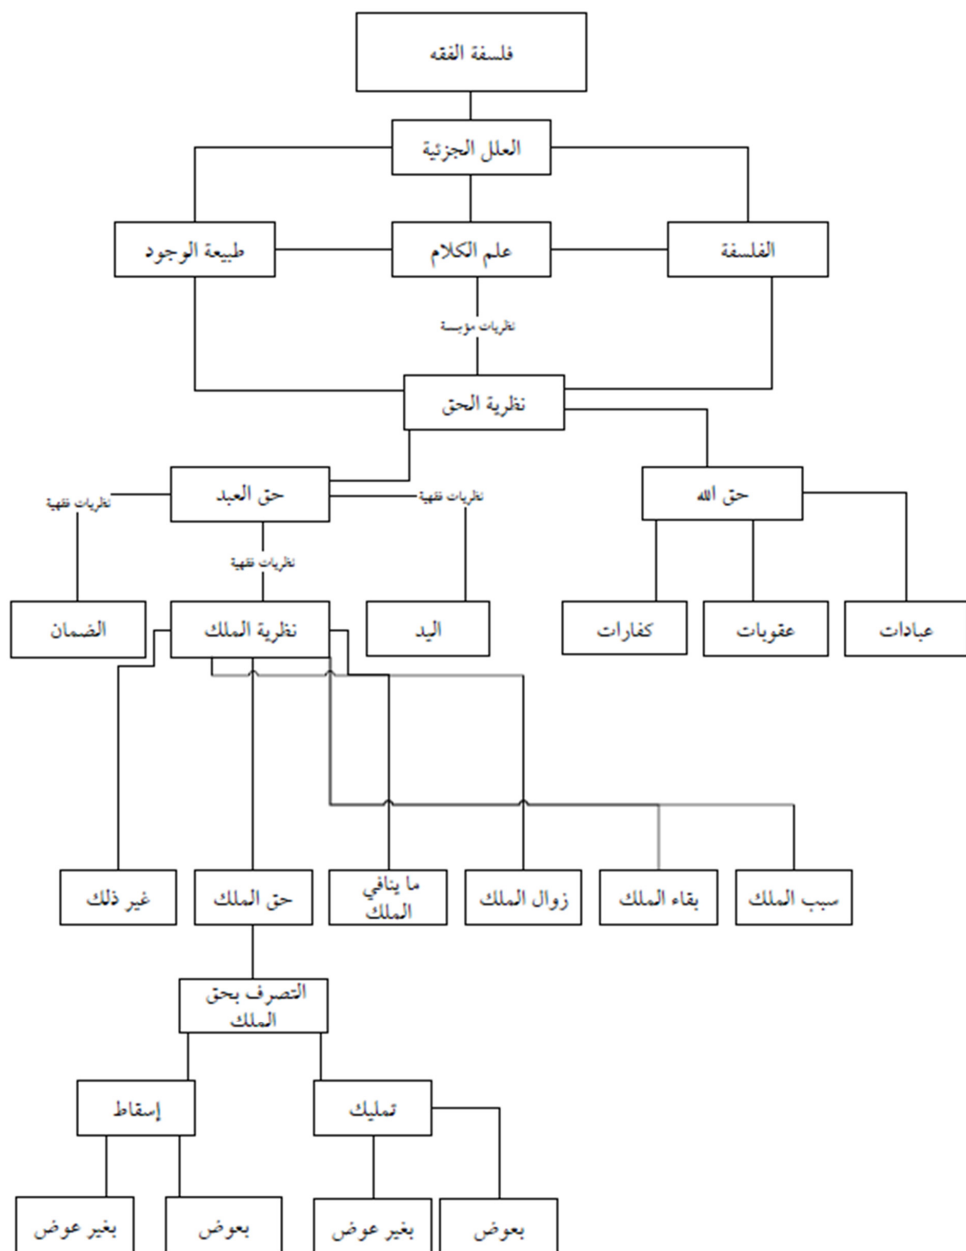 فلسفة الفقه
العلل الجزئية
الفلسفة
علم الكلام
طبيعة الوجود
نظريات مؤسسة
نظرية الحق
حق الله
حق العبد
نظريات فقهية
نظريات فقهية
نظريات فقهية
عبادات
عقوبات
كفارات
اليد
نظرية الملك
الضمان
سبب الملك
بقاء الملك
زوال الملك
ما ينافي
الملك
حق الملك
غير ذلك
التصرف بحق
الملك
تمليك
إسقاط
بعوض
بغير عوض
بعوض
بغير عوض